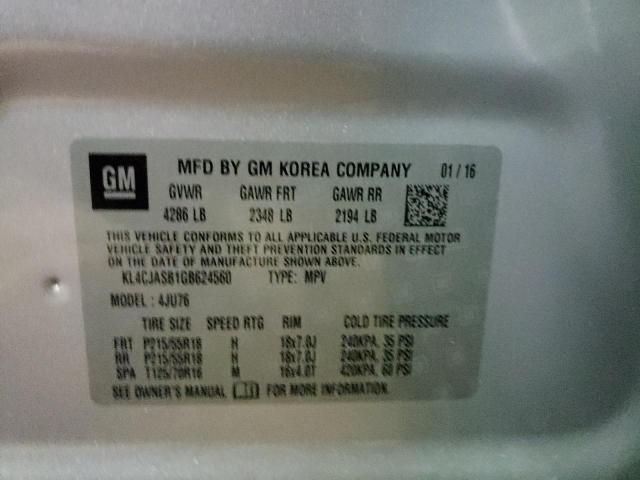 GM
MFD BY GM KOREA COMPANY 01/16
GVWR GAWR FRT GAWR RR
4286 LB 2348 LB 2194 LB
THIS VEHICLE CONFORMS TO ALL APPLICABLE U.S. FEDERAL MOTOR
VEHICLE SAFETY AND THEFT PREVENTION STANDARDS IN EFFECT
ON THE DATE OF MANUFACTURE SHOWN ABOVE.
KL4CJASB1GB624560 TYPE: MPV
MODEL: 4JU76
TIRE SIZE SPEED RTG RIM COLD TIRE PRESSURE
FRT P215/55R18 H 18x7.0J 240KPA, 35 PSI
RR P215/55R18 H 18x7.0J 240KPA, 35 PSI
SPA T125/70R16 M 16x4.0T 420KPA, 60 PSI
SEE OWNER'S MANUAL FOR MORE INFORMATION.